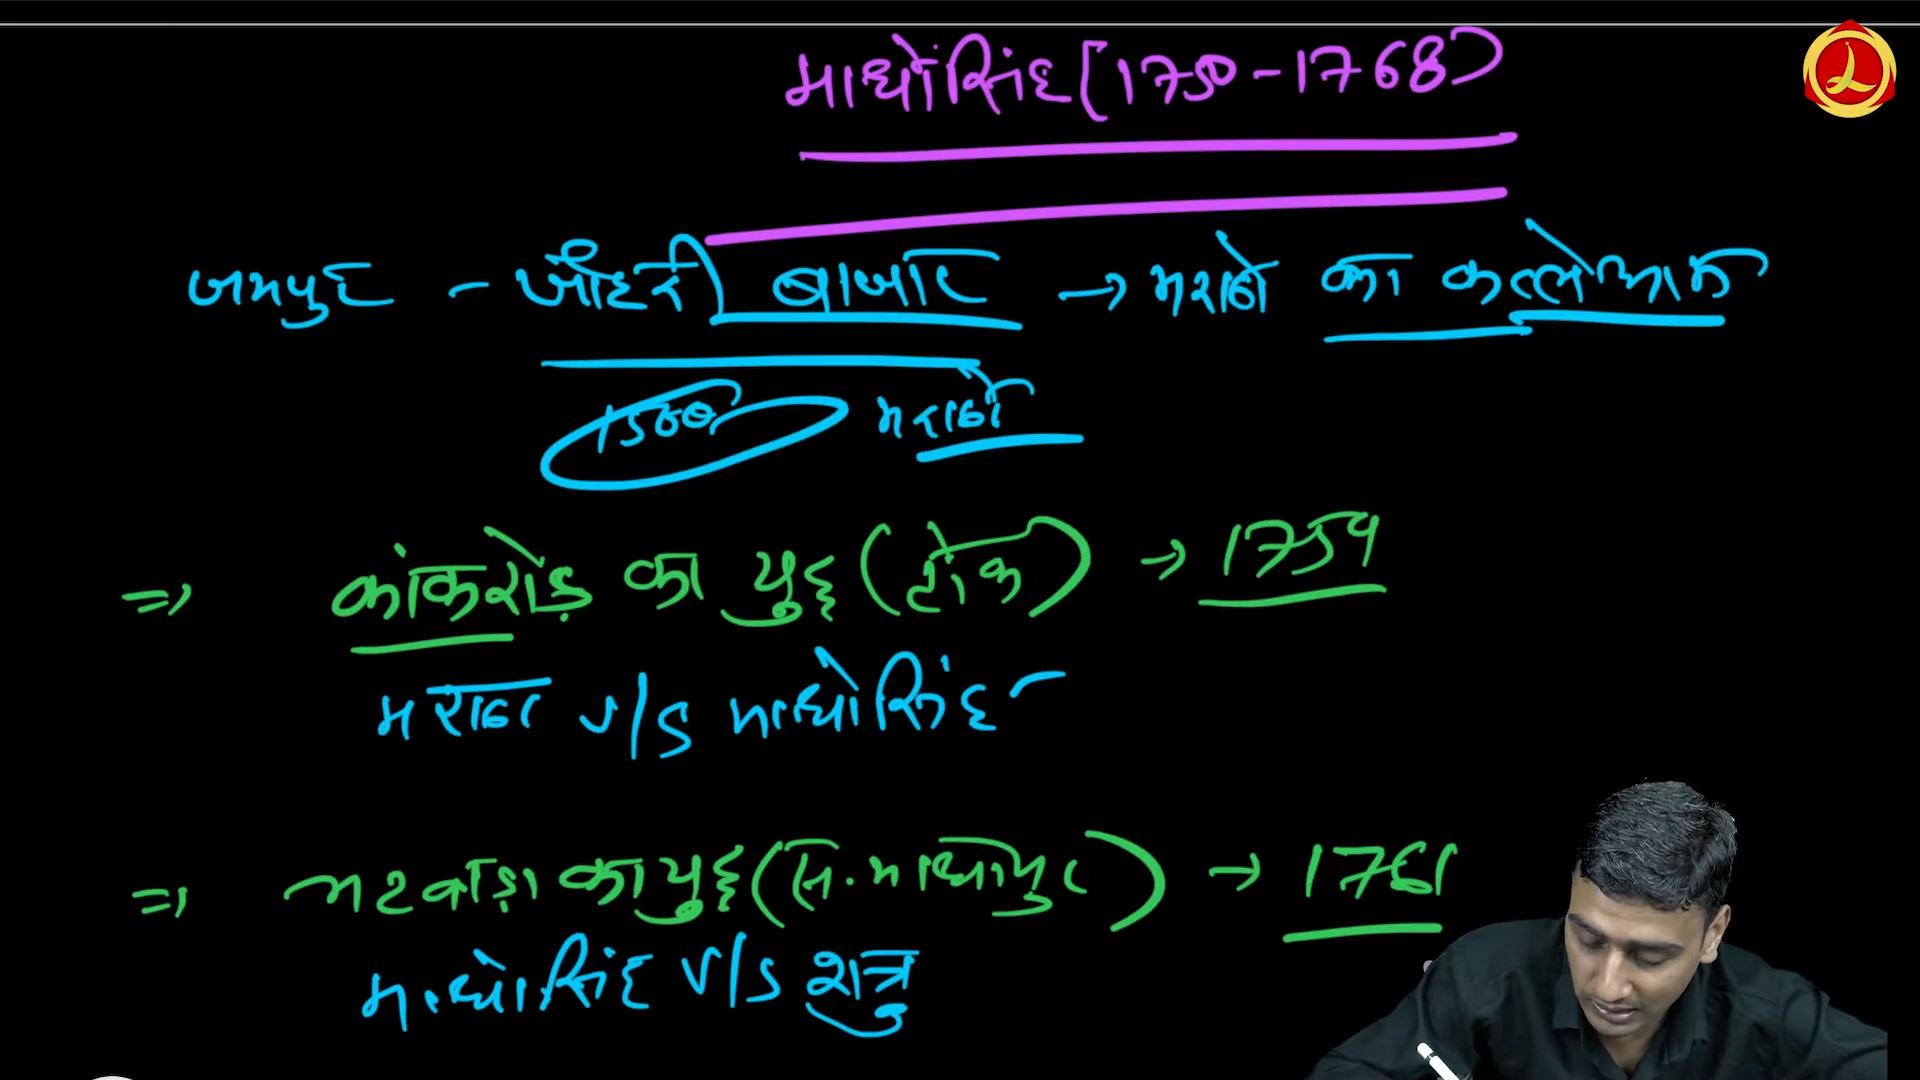 माधोसिंह (1750-1768)
जयपुर - जौहरी बाजार → मराठो का कत्लेआम
1500 मराठो
⇒ कांकरोड़ का युद्ध (टोंक) → 1759
मराठा v/s माधोसिंह
⇒ भटवाड़ा का युद्ध (स. माधोपुर) → 1761
माधोसिंह v/s शत्रु